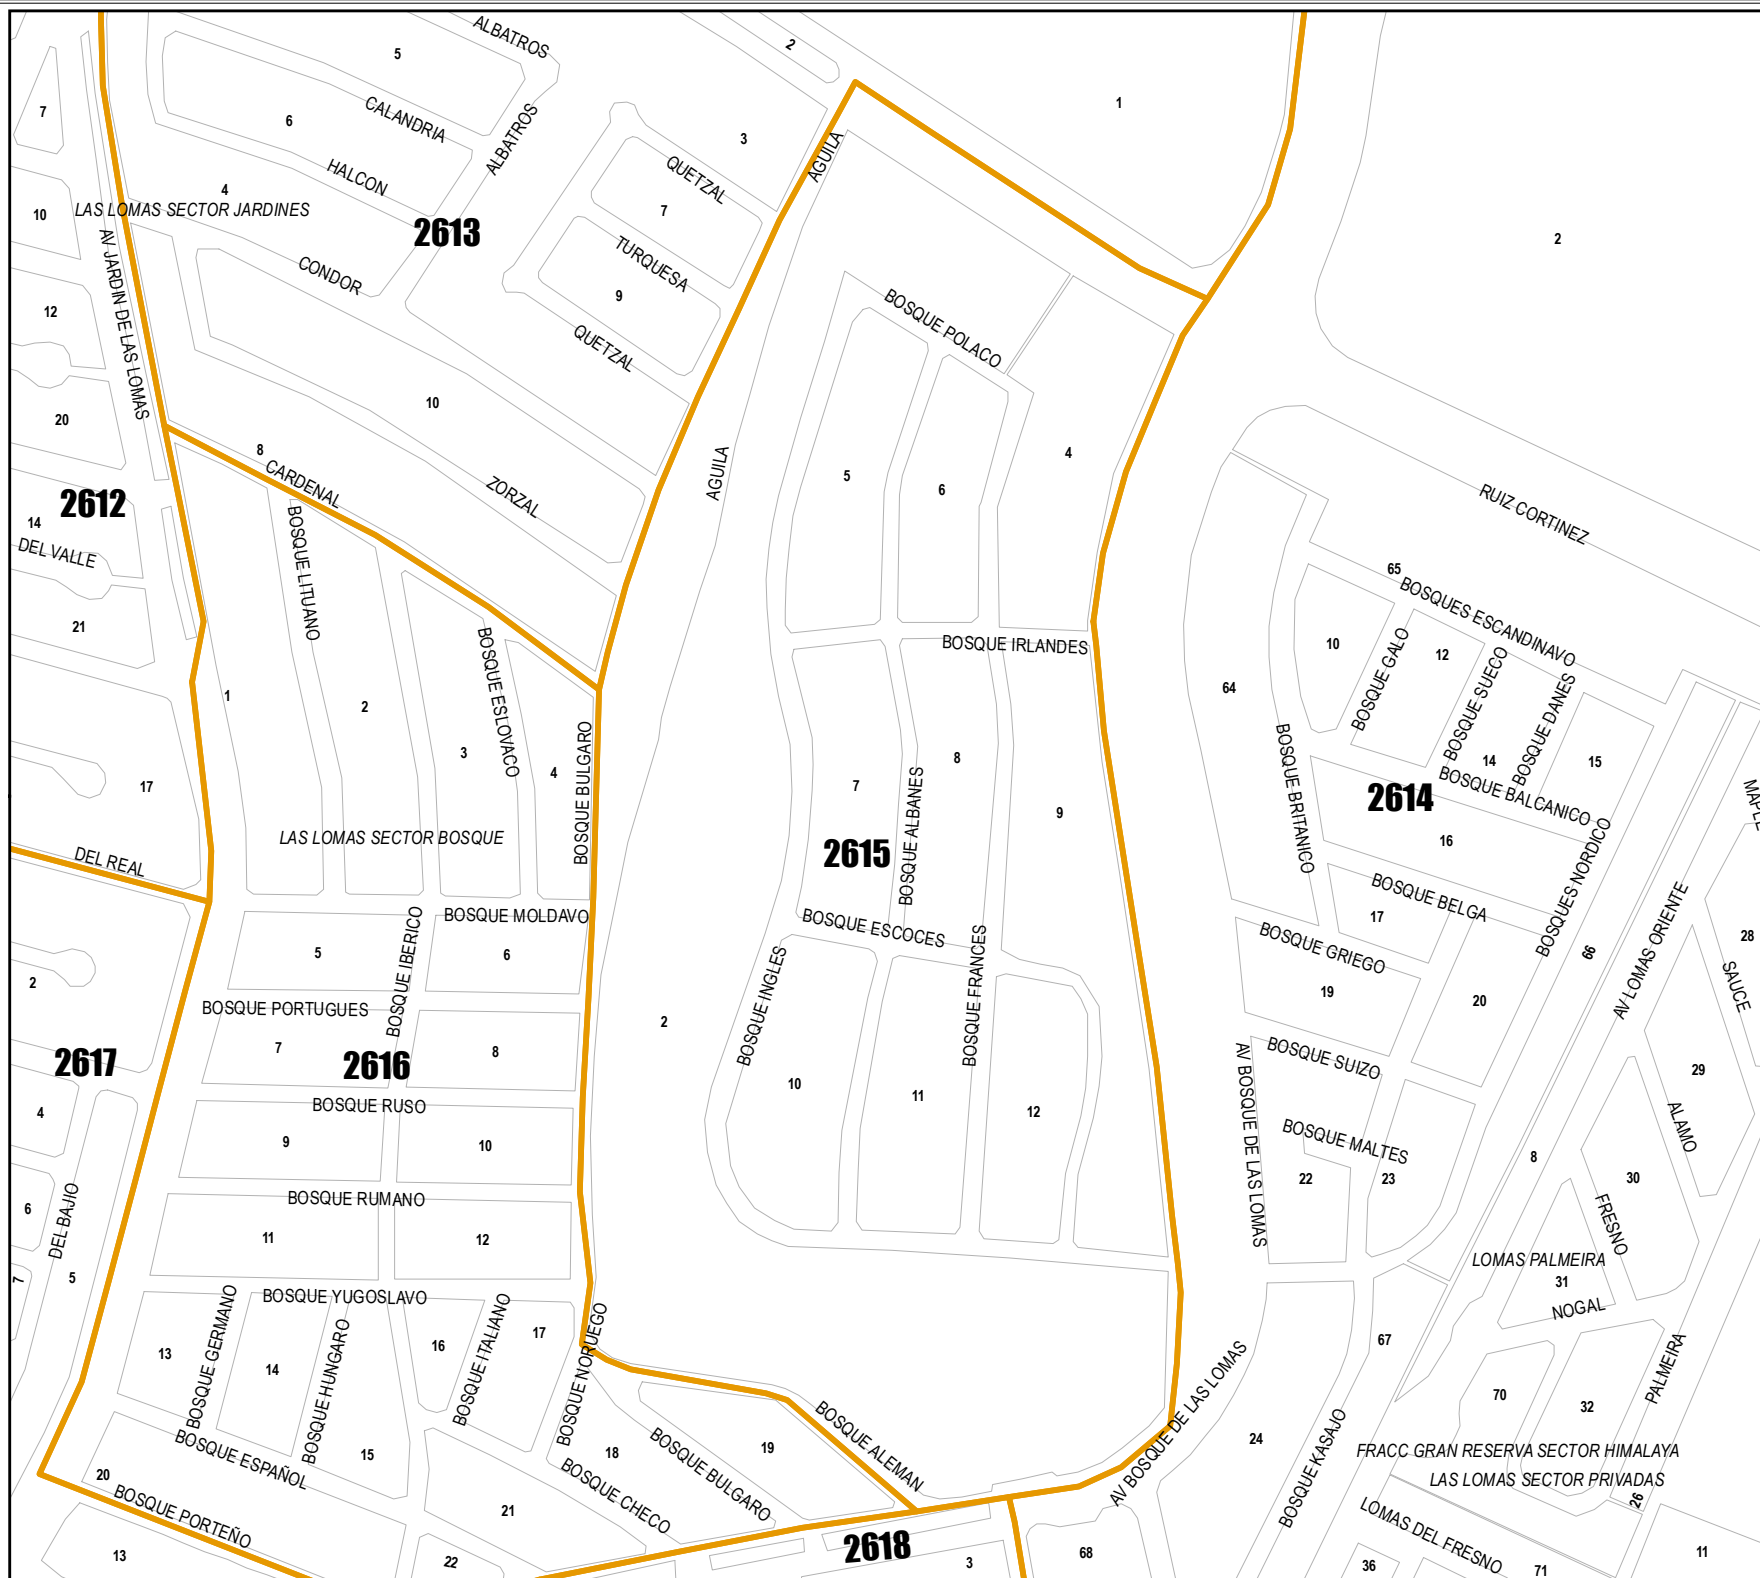 ALBATROS
5
2
CALANDRIA
ALBATROS
1
7
6
3
AGUILA
HALCON
QUETZAL
4
10
LAS LOMAS SECTOR JARDINES
7
2613
2
AV JARDIN DE LAS LOMAS
CONDOR
TURQUESA
9
12
BOSQUE POLACO
QUETZAL
10
20
8
CARDENAL
4
AGUILA
5
6
ZORZAL
2612
14
RUIZ CORTINEZ
DEL VALLE
BOSQUE LITUANO
65
BOSQUES ESCANDINAVO
21
BOSQUE ESLOVACO
BOSQUE IRLANDES
10
BOSQUE GALO
12
BOSQUE SUECO
BOSQUE DANES
1
2
64
3
4
BOSQUE BULGARO
8
BOSQUE BRITANICO
14
15
BOSQUE BALCANICO
17
7
BOSQUE ALBANES
9
2614
MAPLE
LAS LOMAS SECTOR BOSQUE
2615
16
DEL REAL
BOSQUE NORDICO
BOSQUE BELGA
17
BOSQUE MOLDAVO
BOSQUE ESCOCES
BOSQUE IBERICO
5
6
BOSQUE GRIEGO
66
AV LOMAS ORIENTE
28
SAUCE
2
BOSQUE INGLES
BOSQUE FRANCES
19
20
BOSQUE PORTUGUES
2
7
8
2617
2616
BOSQUE SUIZO
29
10
11
12
AV BOSQUE DE LAS LOMAS
4
BOSQUE RUSO
ALAMO
9
10
BOSQUE MALTES
8
22
23
30
BOSQUE RUMANO
6
DEL BAJIO
11
12
FRESNO
LOMAS PALMEIRA
7
5
31
BOSQUE YUGOSLAVO
NOGAL
BOSQUE GERMANO
BOSQUE HUNGARO
BOSQUE ITALIANO
17
BOSQUE NORUEGO
13
14
16
67
PALMEIRA
AV BOSQUE DE LAS LOMAS
70
32
BOSQUE ALEMAN
BOSQUE ESPAÑOL
15
18
BOSQUE BULGARO
19
24
BOSQUE KASAJO
FRACC GRAN RESERVA SECTOR HIMALAYA
20
LAS LOMAS SECTOR PRIVADAS
BOSQUE CHECO
26
BOSQUE PORTEÑO
21
LOMAS DEL FRESNO
2618
13
22
3
68
36
71
11